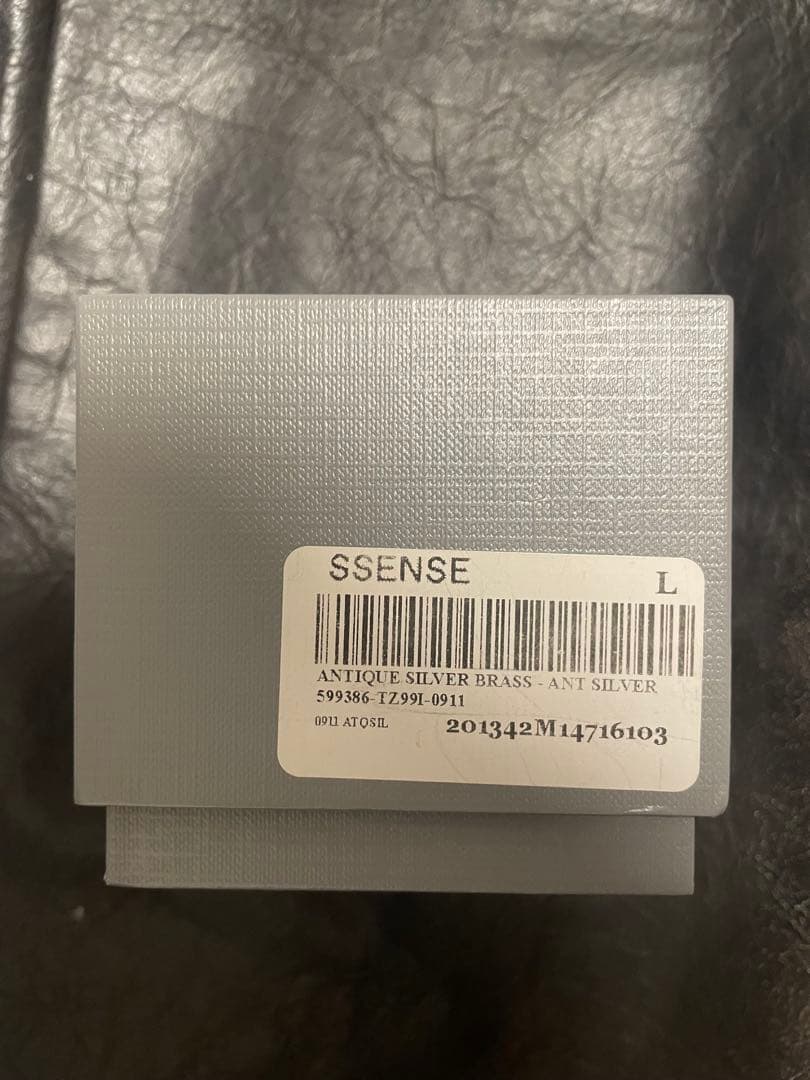 SSENSE L
ANTIQUE SILVER BRASS - ANT SILVER
599386-TZ99I-0911
0911 ATQSIL 201342M14716103